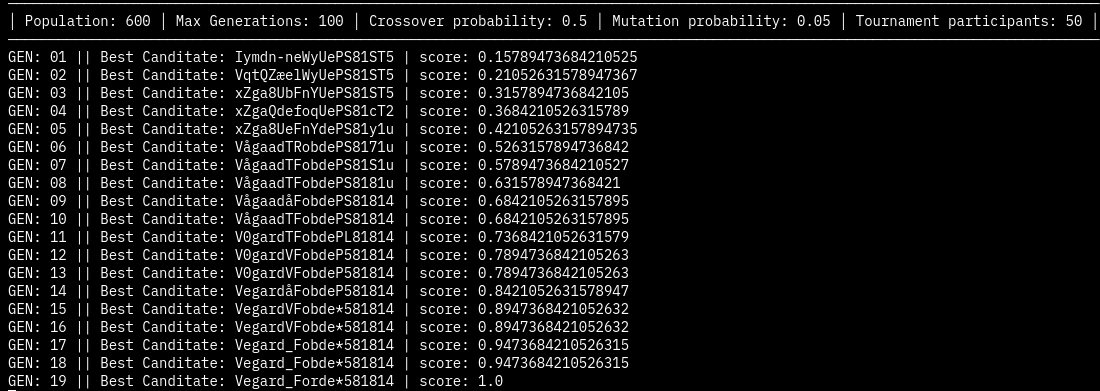 | Population: 600 | Max Generations: 100 | Crossover probability: 0.5 | Mutation probability: 0.05 | Tournament participants: 50 |
GEN: 01 || Best Canditate: Iymdn-neWyUePS81ST5 | score: 0.15789473684210525
GEN: 02 || Best Canditate: VqtQZæelWyUePS81ST5 | score: 0.21052631578947367
GEN: 03 || Best Canditate: xZga8UbFnYUePS81ST5 | score: 0.3157894736842105
GEN: 04 || Best Canditate: xZgaQdefoqUePS81cT2 | score: 0.3684210526315789
GEN: 05 || Best Canditate: xZga8UeFnYdePS81y1u | score: 0.42105263157894735
GEN: 06 || Best Canditate: VågaadTRobdePS8171u | score: 0.5263157894736842
GEN: 07 || Best Canditate: VågaadTFobdePS81S1u | score: 0.5789473684210527
GEN: 08 || Best Canditate: VågaadTFobdePS8181u | score: 0.631578947368421
GEN: 09 || Best Canditate: VågaadåFobdePS81814 | score: 0.6842105263157895
GEN: 10 || Best Canditate: VågaadTFobdePS81814 | score: 0.6842105263157895
GEN: 11 || Best Canditate: V0gardTFobdePL81814 | score: 0.7368421052631579
GEN: 12 || Best Canditate: V0gardVFobdeP581814 | score: 0.7894736842105263
GEN: 13 || Best Canditate: V0gardVFobdeP581814 | score: 0.7894736842105263
GEN: 14 || Best Canditate: VegardåFobdeP581814 | score: 0.8421052631578947
GEN: 15 || Best Canditate: VegardVFobde*581814 | score: 0.8947368421052632
GEN: 16 || Best Canditate: VegardVFobde*581814 | score: 0.8947368421052632
GEN: 17 || Best Canditate: Vegard_Fobde*581814 | score: 0.9473684210526315
GEN: 18 || Best Canditate: Vegard_Fobde*581814 | score: 0.9473684210526315
GEN: 19 || Best Canditate: Vegard_Forde*581814 | score: 1.0